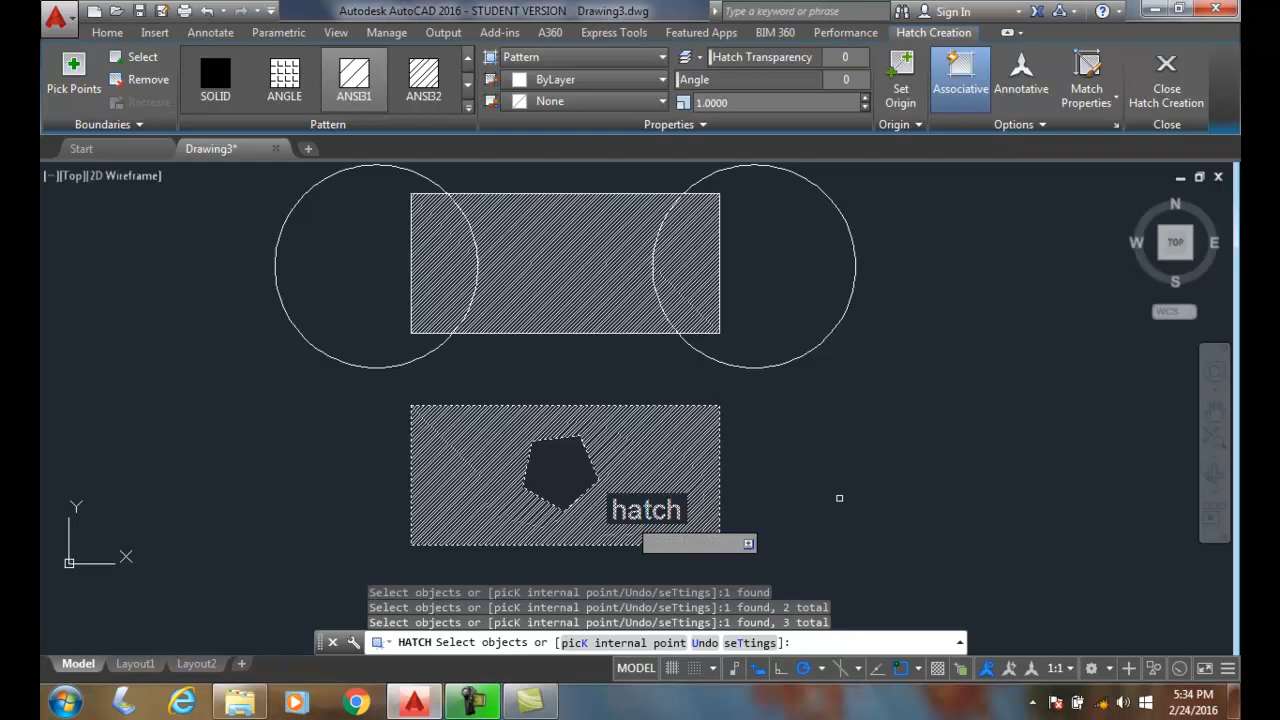 Autodesk AutoCAD 2016 - STUDENT VERSION Drawing3.dwg
Type a keyword or phrase
Sign In
Home Insert Annotate Parametric View Manage Output Add-ins A360 Express Tools Featured Apps BIM 360 Performance Hatch Creation
Pick Points
Select
Remove
Recreate
Boundaries
SOLID
ANGLE
ANSI31
ANSI32
Pattern
Pattern
ByLayer
None
Hatch Transparency 0
Angle 0
1.0000
Properties
Set Origin
Origin
Associative
Annotative
Match Properties
Options
Close Hatch Creation
Close
Start
Drawing3*
[−][Top][2D Wireframe]
N
W TOP E
S
WCS
hatch
Y
X
Select objects or [picK internal point/Undo/seTtings]:1 found
Select objects or [picK internal point/Undo/seTtings]:1 found, 2 total
Select objects or [picK internal point/Undo/seTtings]:1 found, 3 total
HATCH Select objects or [picK internal point Undo seTtings]:
Model Layout1 Layout2 +
MODEL
1:1
5:34 PM
2/24/2016